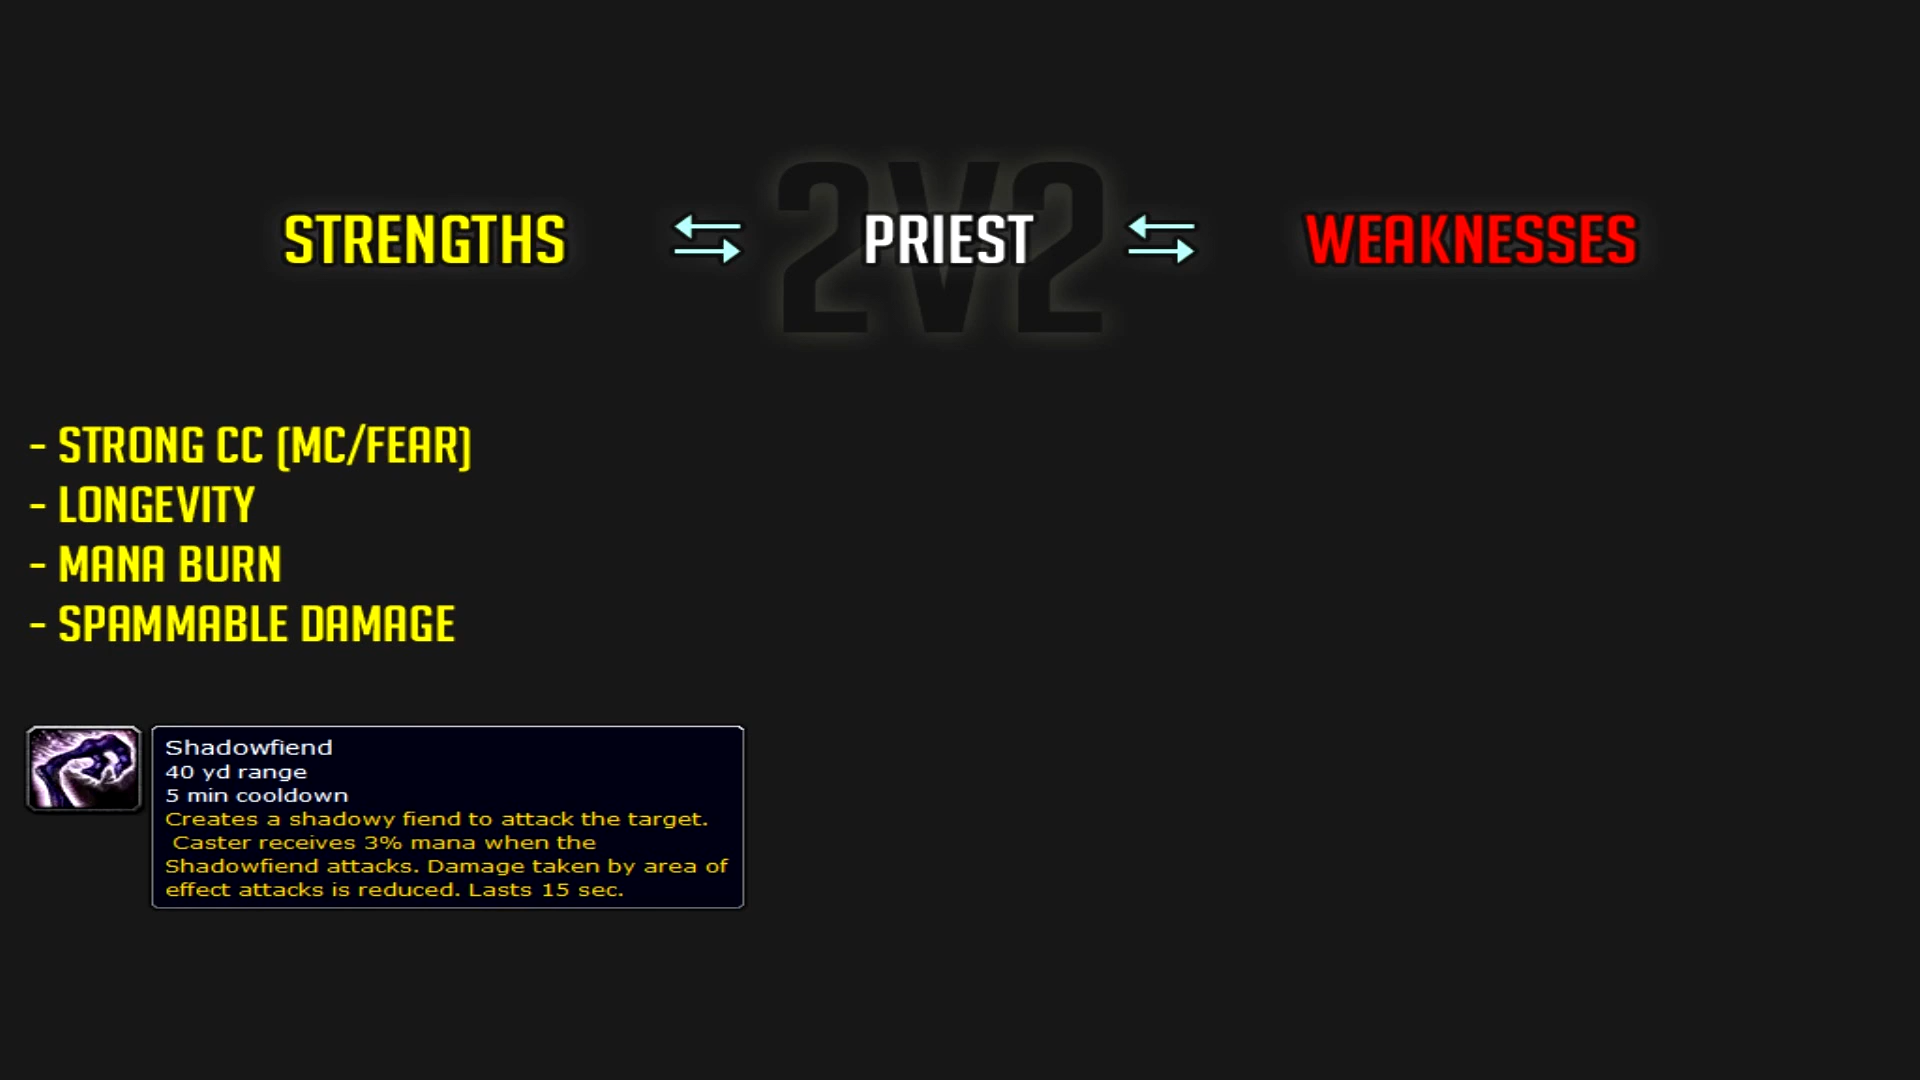 2V2
STRENGTHS
PRIEST
WEAKNESSES
- STRONG CC (MC/FEAR)
- LONGEVITY
- MANA BURN
- SPAMMABLE DAMAGE
Shadowfiend
40 yd range
5 min cooldown
Creates a shadowy fiend to attack the target.
Caster receives 3% mana when the
Shadowfiend attacks. Damage taken by area of
effect attacks is reduced. Lasts 15 sec.